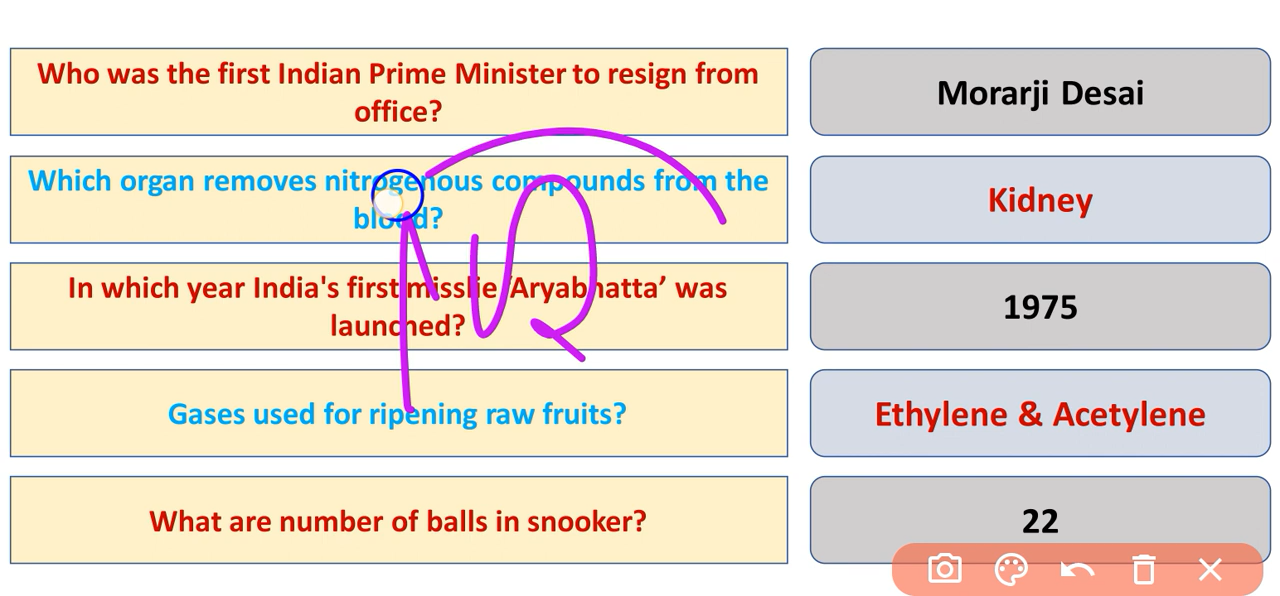 Who was the first Indian Prime Minister to resign from
office?
Morarji Desai
Which organ removes nitrogenous compounds from the
blood?
Kidney
In which year India's first misslie ‘Aryabhatta’ was
launched?
1975
Gases used for ripening raw fruits?
Ethylene & Acetylene
What are number of balls in snooker?
22